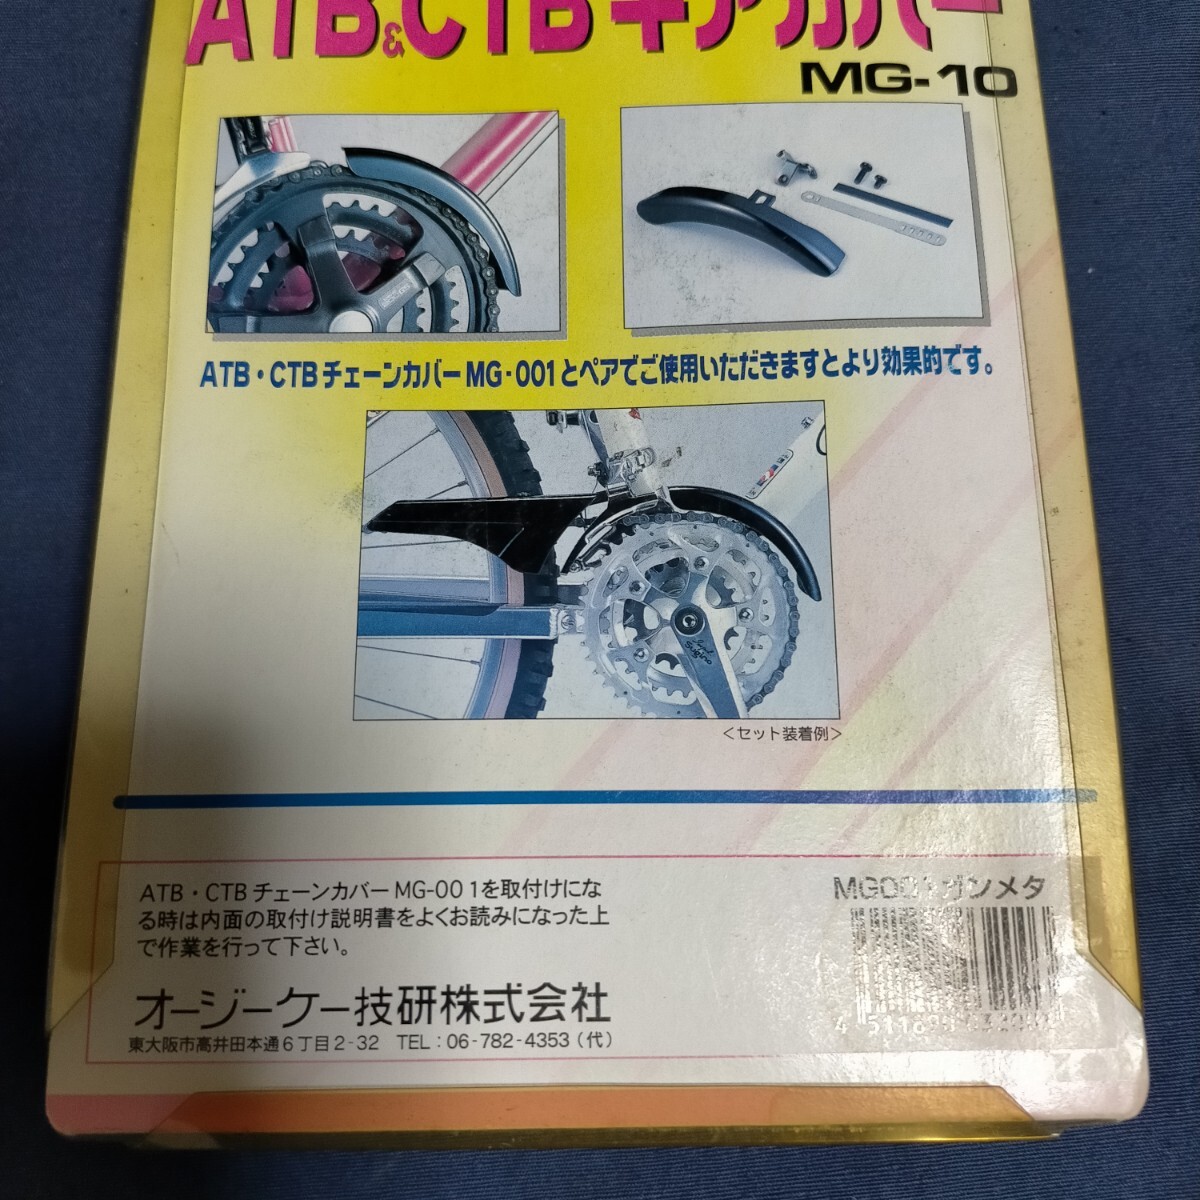 ATB&CTBギアカバー
MG-10
ATB・CTBチェーンカバーMG-001とペアでご使用いただきますとより効果的です。
Sugino
<セット装着例>
ATB・CTBチェーンカバーMG-001を取付けにな
る時は内面の取付け説明書をよくお読みになった上
で作業を行って下さい。
オージーケー技研株式会社
東大阪市高井田本通6丁目2-32 TEL:06-782-4353(代)
MG001ガンメタ